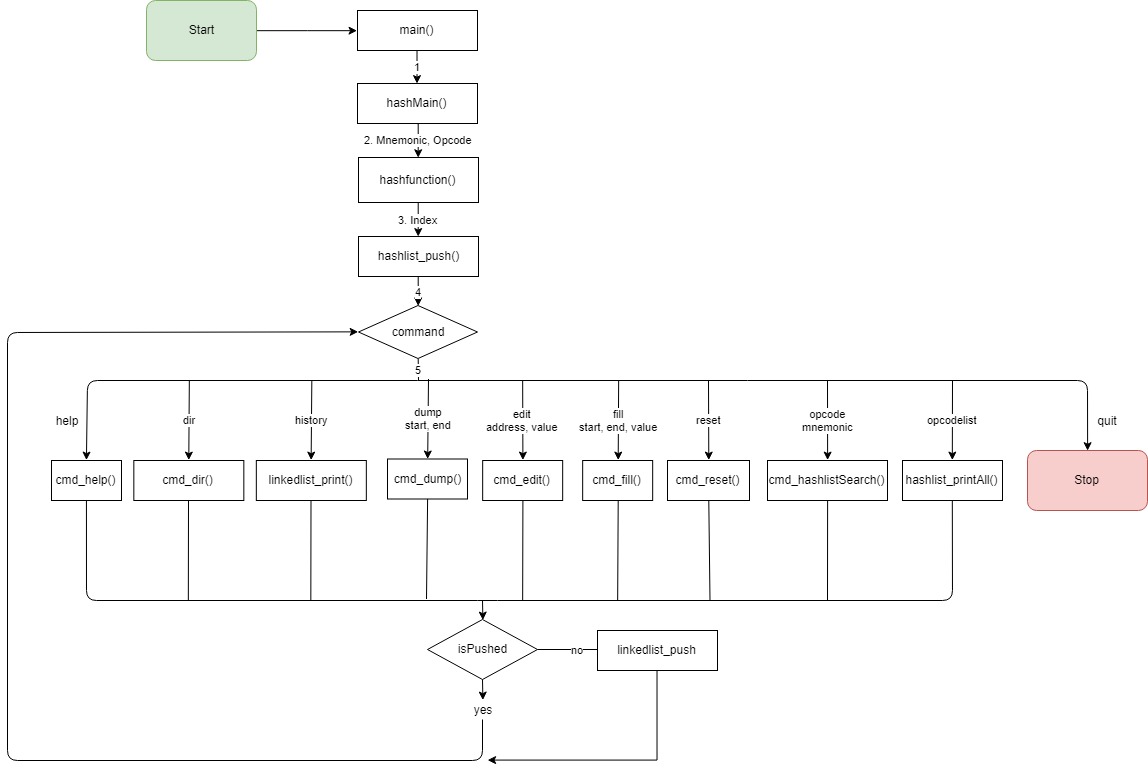 Start
main()
1
hashMain()
2. Mnemonic, Opcode
hashfunction()
3. Index
hashlist_push()
4
command
5
help
dir
history
dump
start, end
edit
address, value
fill
start, end, value
reset
opcode
mnemonic
opcodelist
quit
cmd_help()
cmd_dir()
linkedlist_print()
cmd_dump()
cmd_edit()
cmd_fill()
cmd_reset()
cmd_hashlistSearch()
hashlist_printAll()
Stop
isPushed
no
linkedlist_push
yes